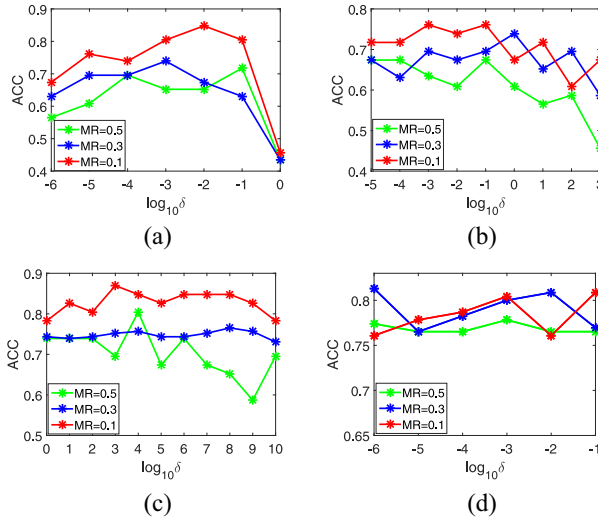 0.9
0.8
0.7
0.6
0.5
0.4
ACC
MR=0.5
MR=0.3
MR=0.1
-6 -5 -4 -3 -2 -1 0
log₁₀δ
(a)
0.8
0.7
0.6
0.5
0.4
ACC
MR=0.5
MR=0.3
MR=0.1
-5 -4 -3 -2 -1 0 1 2 3
log₁₀δ
(b)
0.9
0.8
0.7
0.6
0.5
ACC
MR=0.5
MR=0.3
MR=0.1
0 1 2 3 4 5 6 7 8 9 10
log₁₀δ
(c)
0.8
0.75
0.7
0.65
ACC
MR=0.5
MR=0.3
MR=0.1
-6 -5 -4 -3 -2 -1
log₁₀δ
(d)